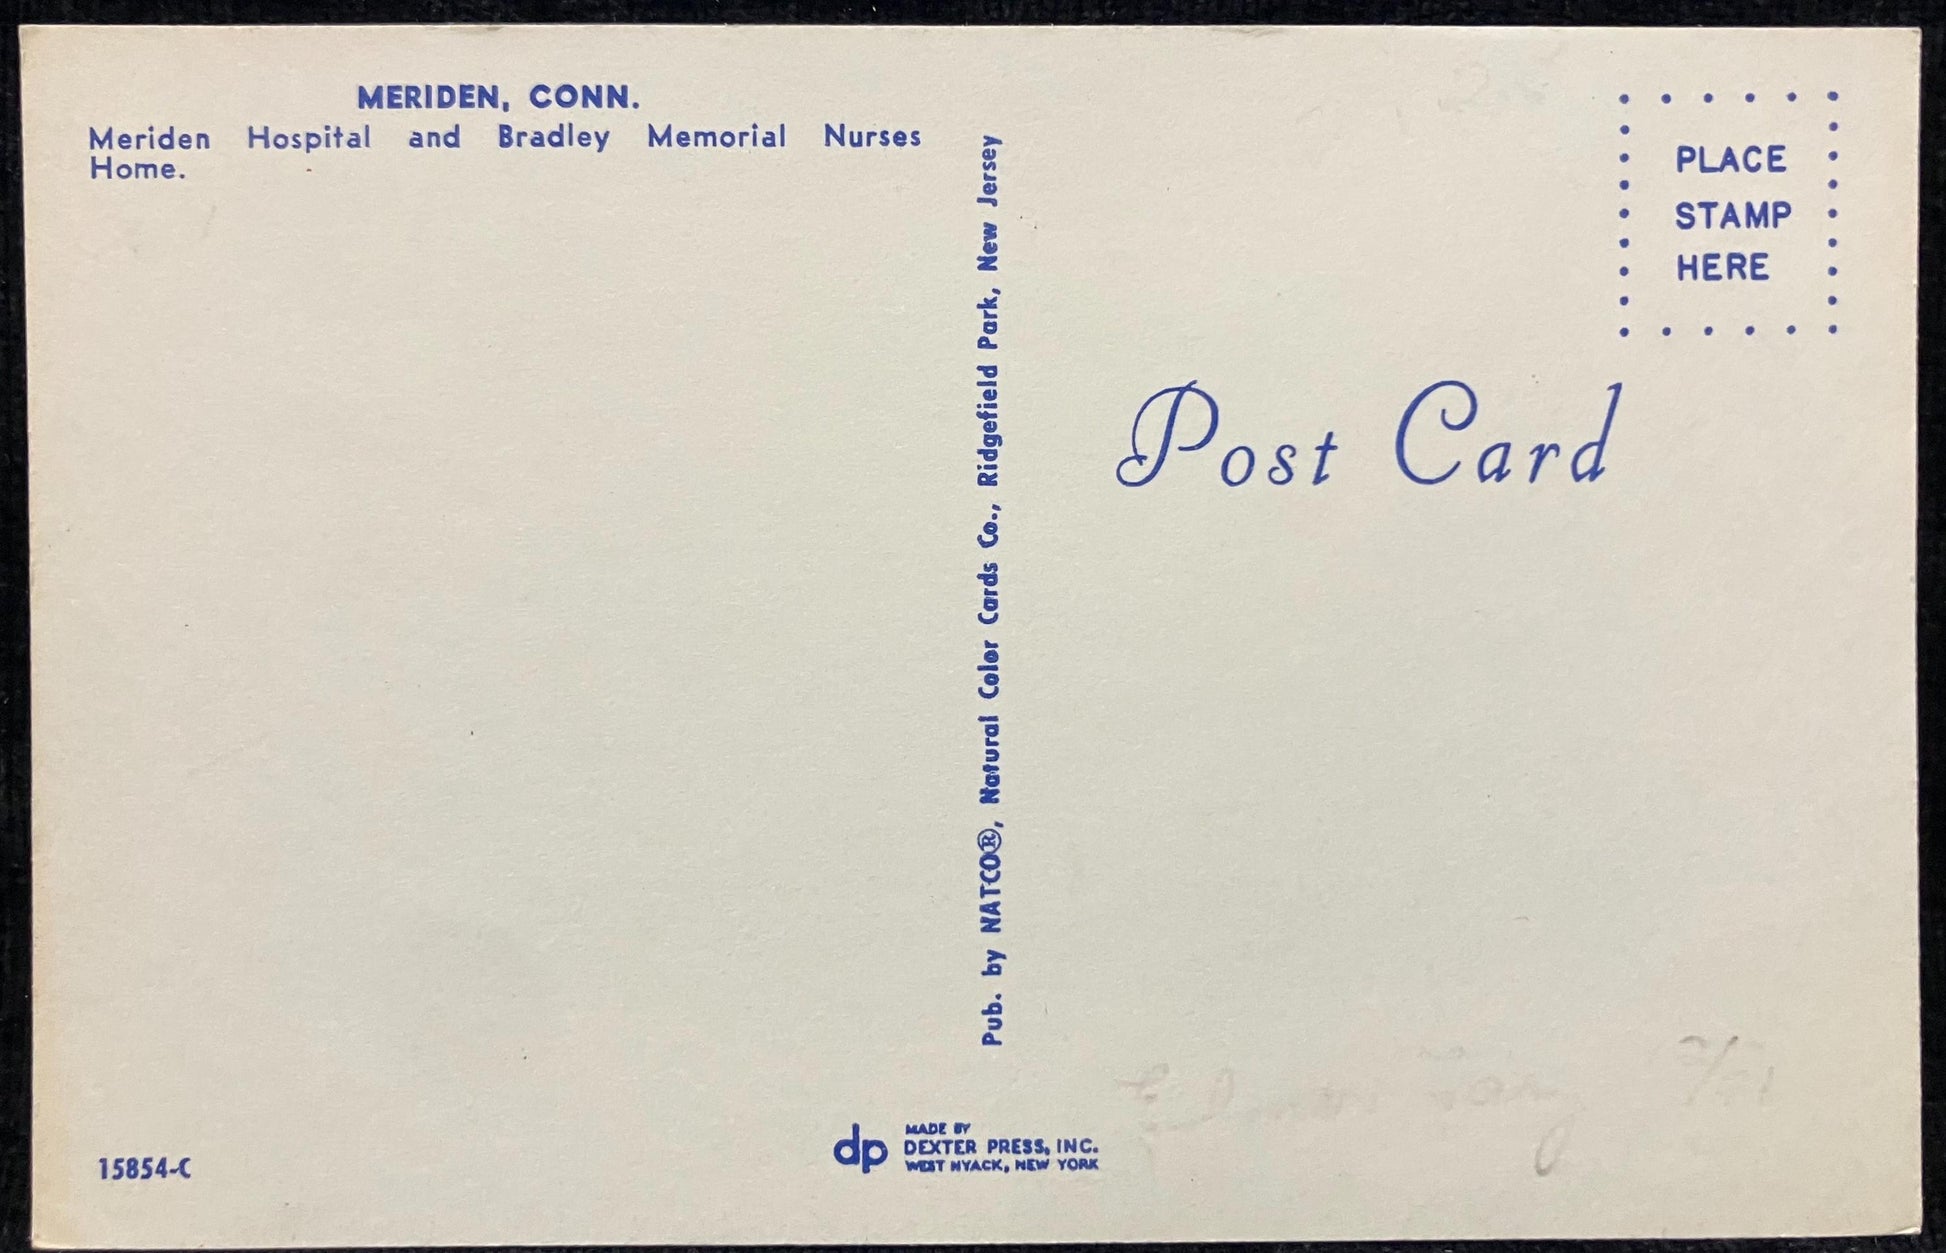 MERIDEN, CONN.
Meriden Hospital and Bradley Memorial Nurses
Home.
Pub. by NATCO®, Natural Color Cards Co., Ridgefield Park, New Jersey
PLACE
STAMP
HERE
Post Card
15854-C
dp
MADE BY
DEXTER PRESS, INC.
WEST NYACK, NEW YORK